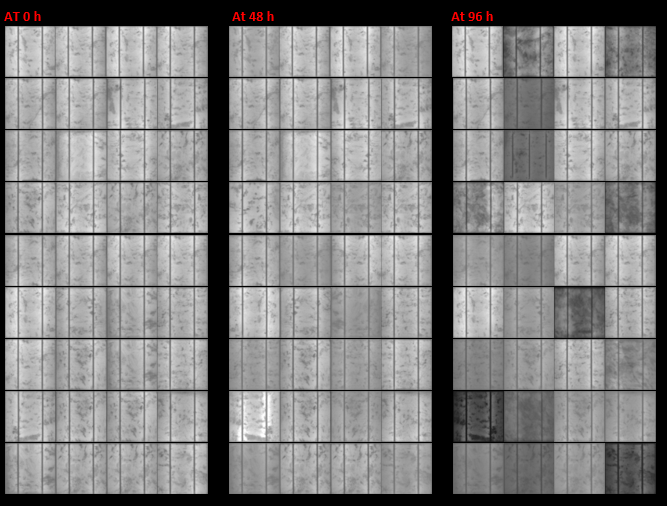 AT 0 h
At 48 h
At 96 h